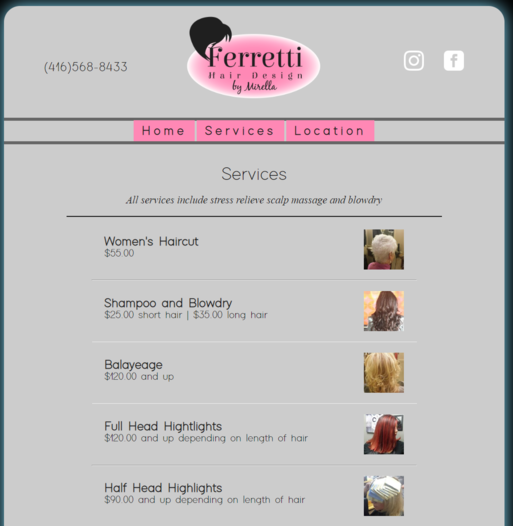 (416)568-8433
Ferretti
Hair Design
by Mirella
Home Services Location
Services
All services include stress relieve scalp massage and blowdry
Women's Haircut
$55.00
Shampoo and Blowdry
$25.00 short hair | $35.00 long hair
Balayeage
$120.00 and up
Full Head Hightlights
$120.00 and up depending on length of hair
Half Head Highlights
$90.00 and up depending on length of hair